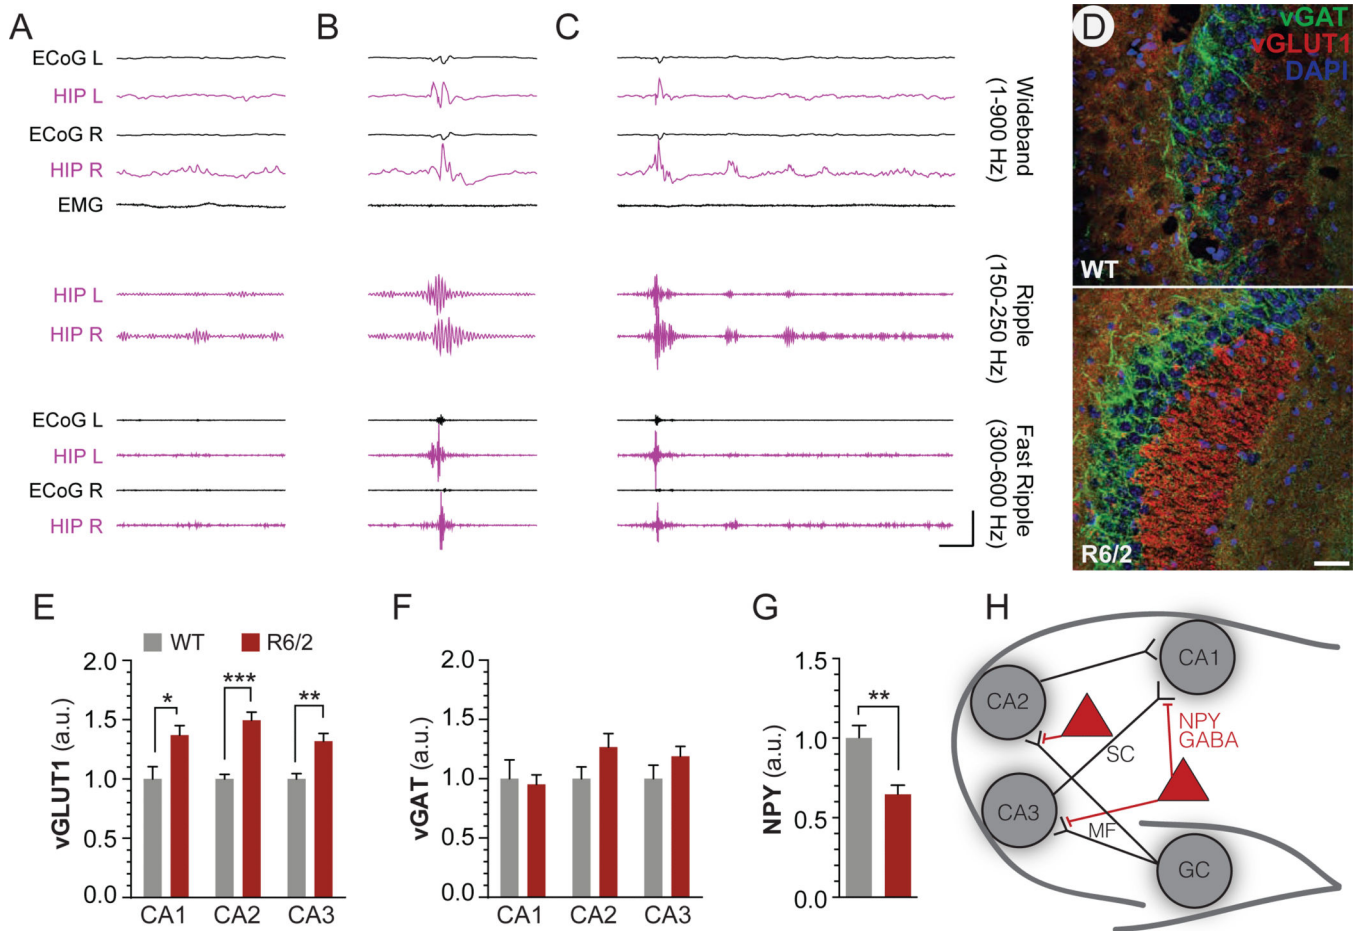 A
B
C
D
ECoG L
HIP L
ECoG R
HIP R
EMG
Wideband
(1-900 Hz)
HIP L
HIP R
Ripple
(150-250 Hz)
ECoG L
HIP L
ECoG R
HIP R
Fast Ripple
(300-600 Hz)
vGAT
vGLUT1
DAPI
WT
R6/2
E
WT
R6/2
vGLUT1 (a.u.)
2.0
1.5
1.0
0.5
0.0
*
***
**
CA1
CA2
CA3
F
vGAT (a.u.)
2.0
1.5
1.0
0.5
0.0
CA1
CA2
CA3
G
NPY (a.u.)
1.5
1.0
0.5
0.0
**
H
CA1
CA2
NPY
GABA
SC
CA3
MF
GC